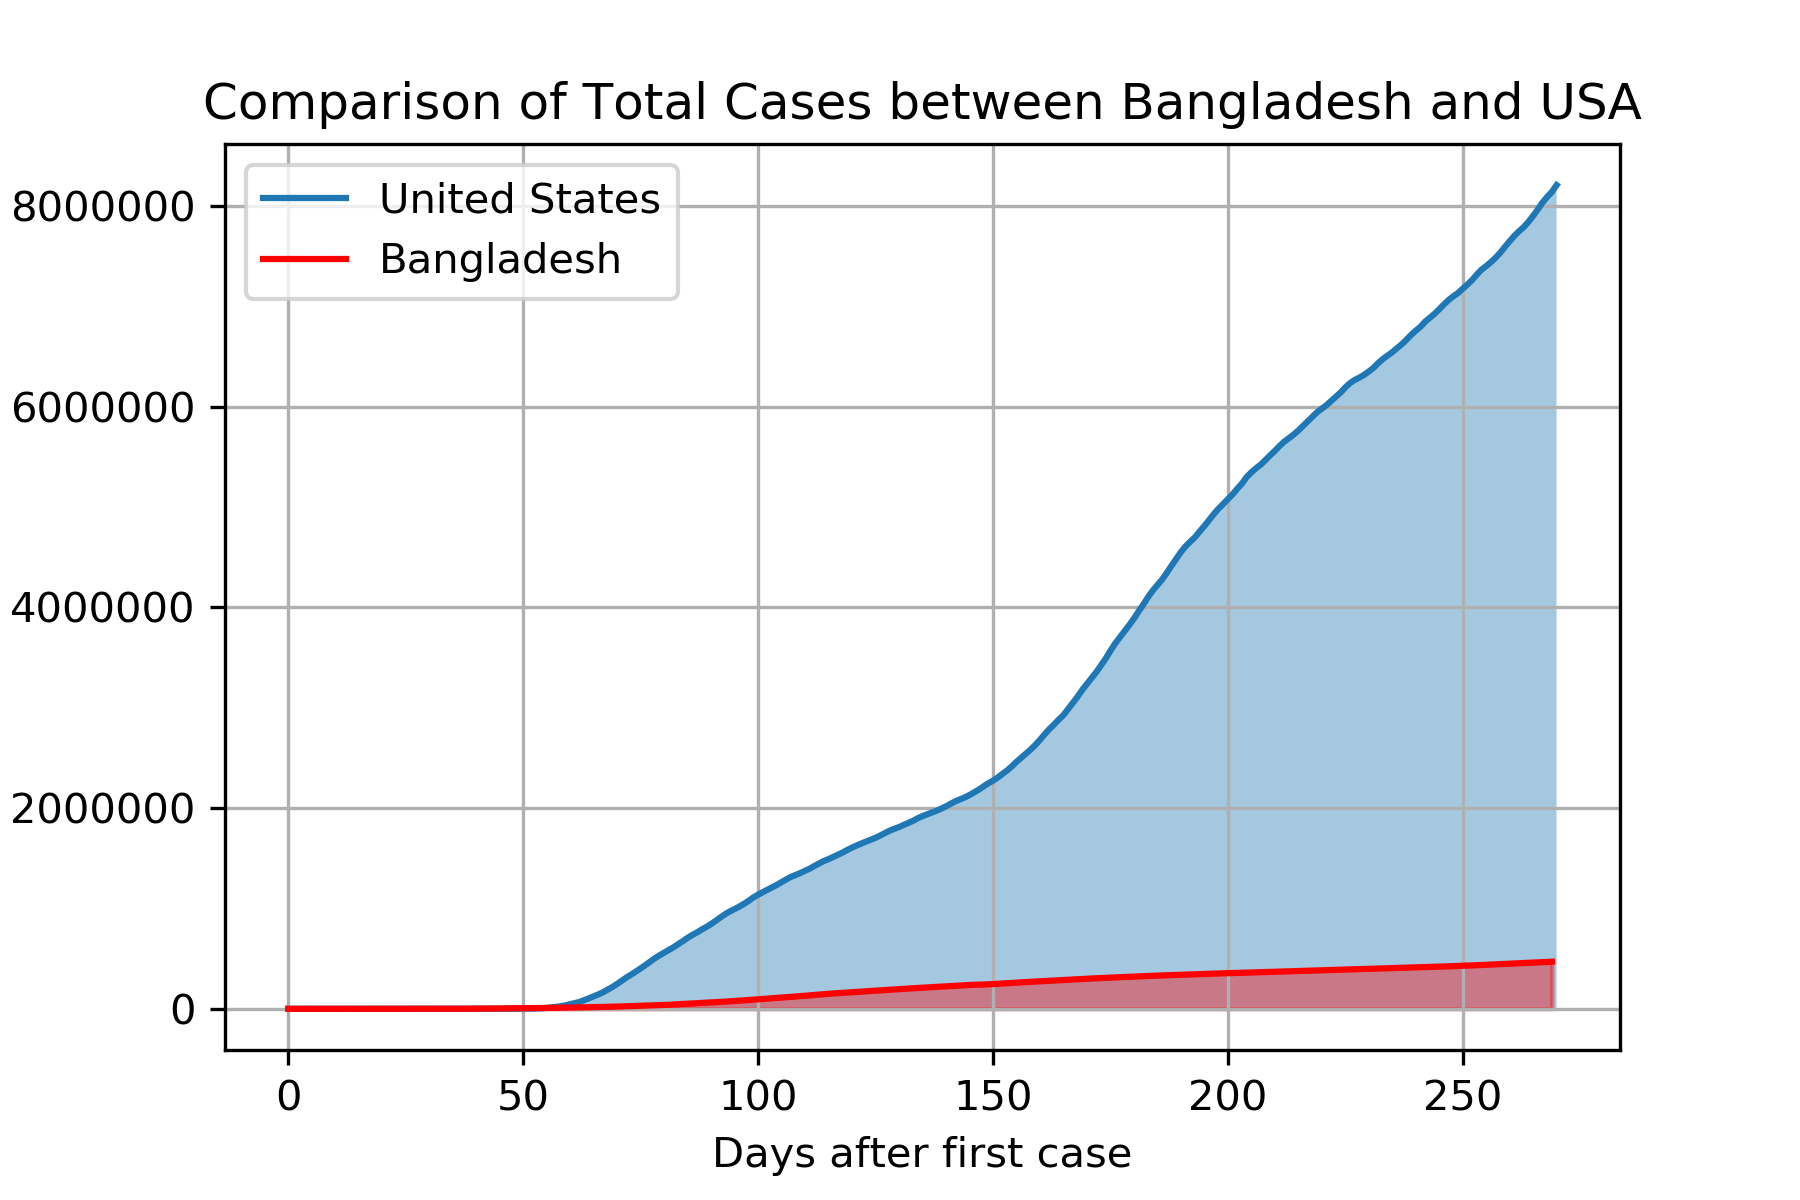 Comparison of Total Cases between Bangladesh and USA
United States
Bangladesh
8000000
6000000
4000000
2000000
0
0 50 100 150 200 250
Days after first case